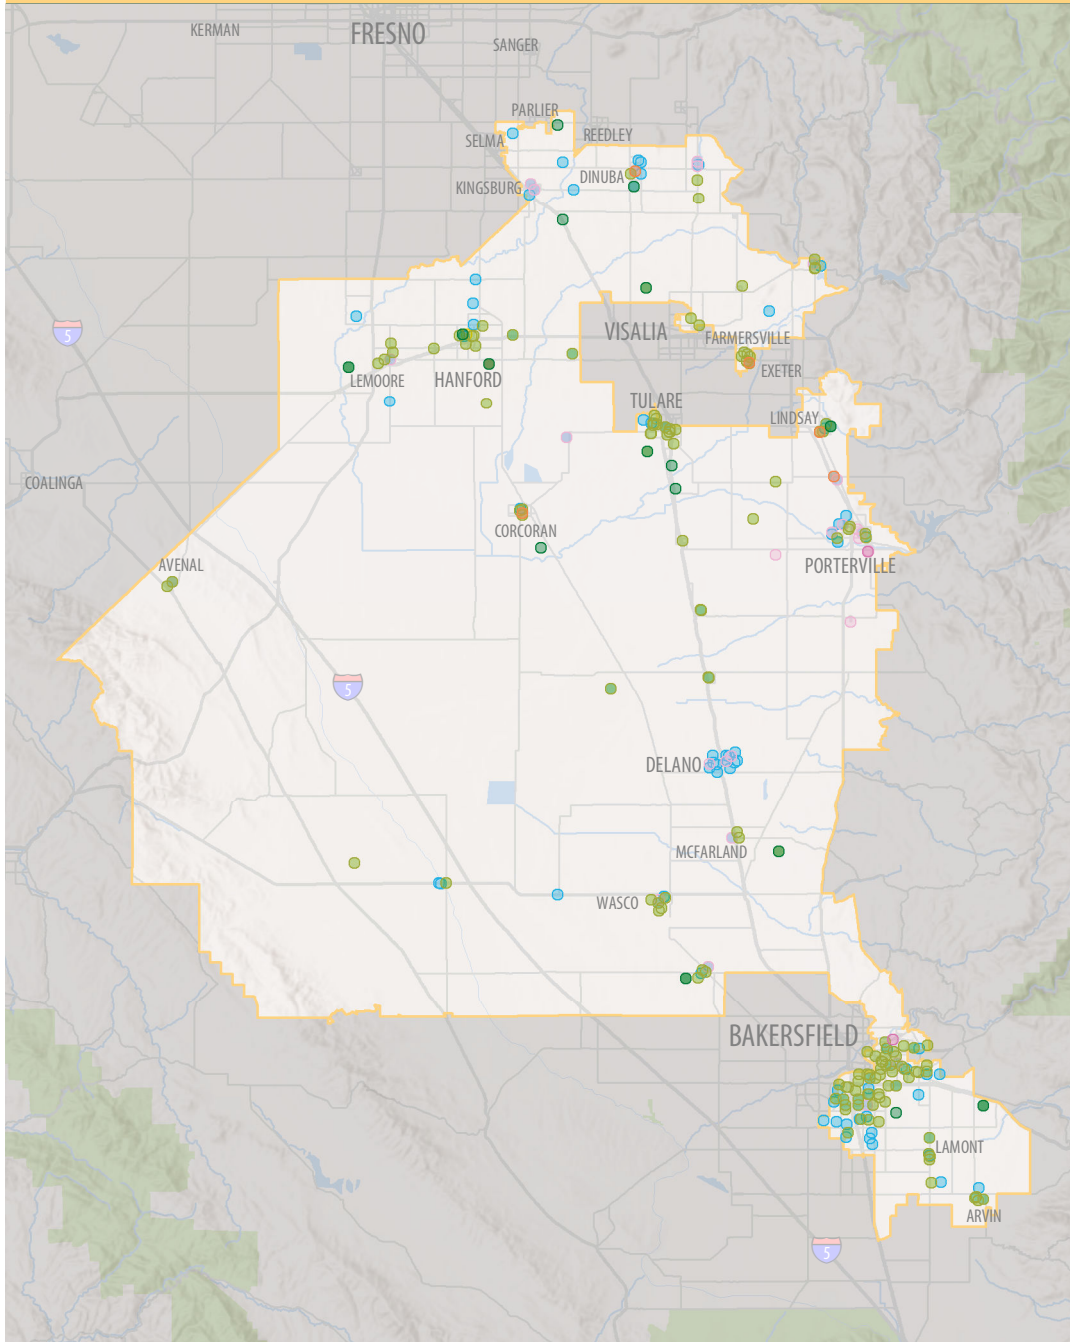 KERMAN
FRESNO
SANGER
PARLIER
SELMA
REEDLEY
DINUBA
KINGSBURG
5
VISALIA
FARMERSVILLE
EXETER
LEMOORE
HANFORD
TULARE
LINDSAY
COALINGA
CORCORAN
AVENAL
PORTERVILLE
5
DELANO
MCFARLAND
WASCO
BAKERSFIELD
LAMONT
ARVIN
5